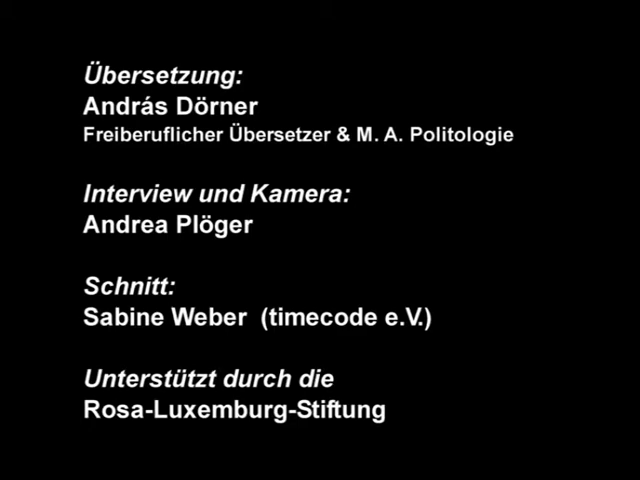 Übersetzung:
András Dörner
Freiberuflicher Übersetzer & M. A. Politologie
Interview und Kamera:
Andrea Plöger
Schnitt:
Sabine Weber (timecode e.V.)
Unterstützt durch die
Rosa-Luxemburg-Stiftung